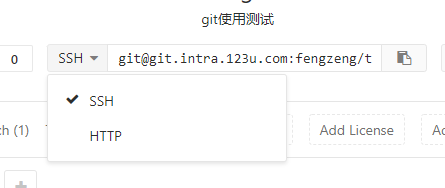 git使用测试
0
SSH
git@git.intra.123u.com:fengzeng/t
SSH
HTTP
(1)
Add License